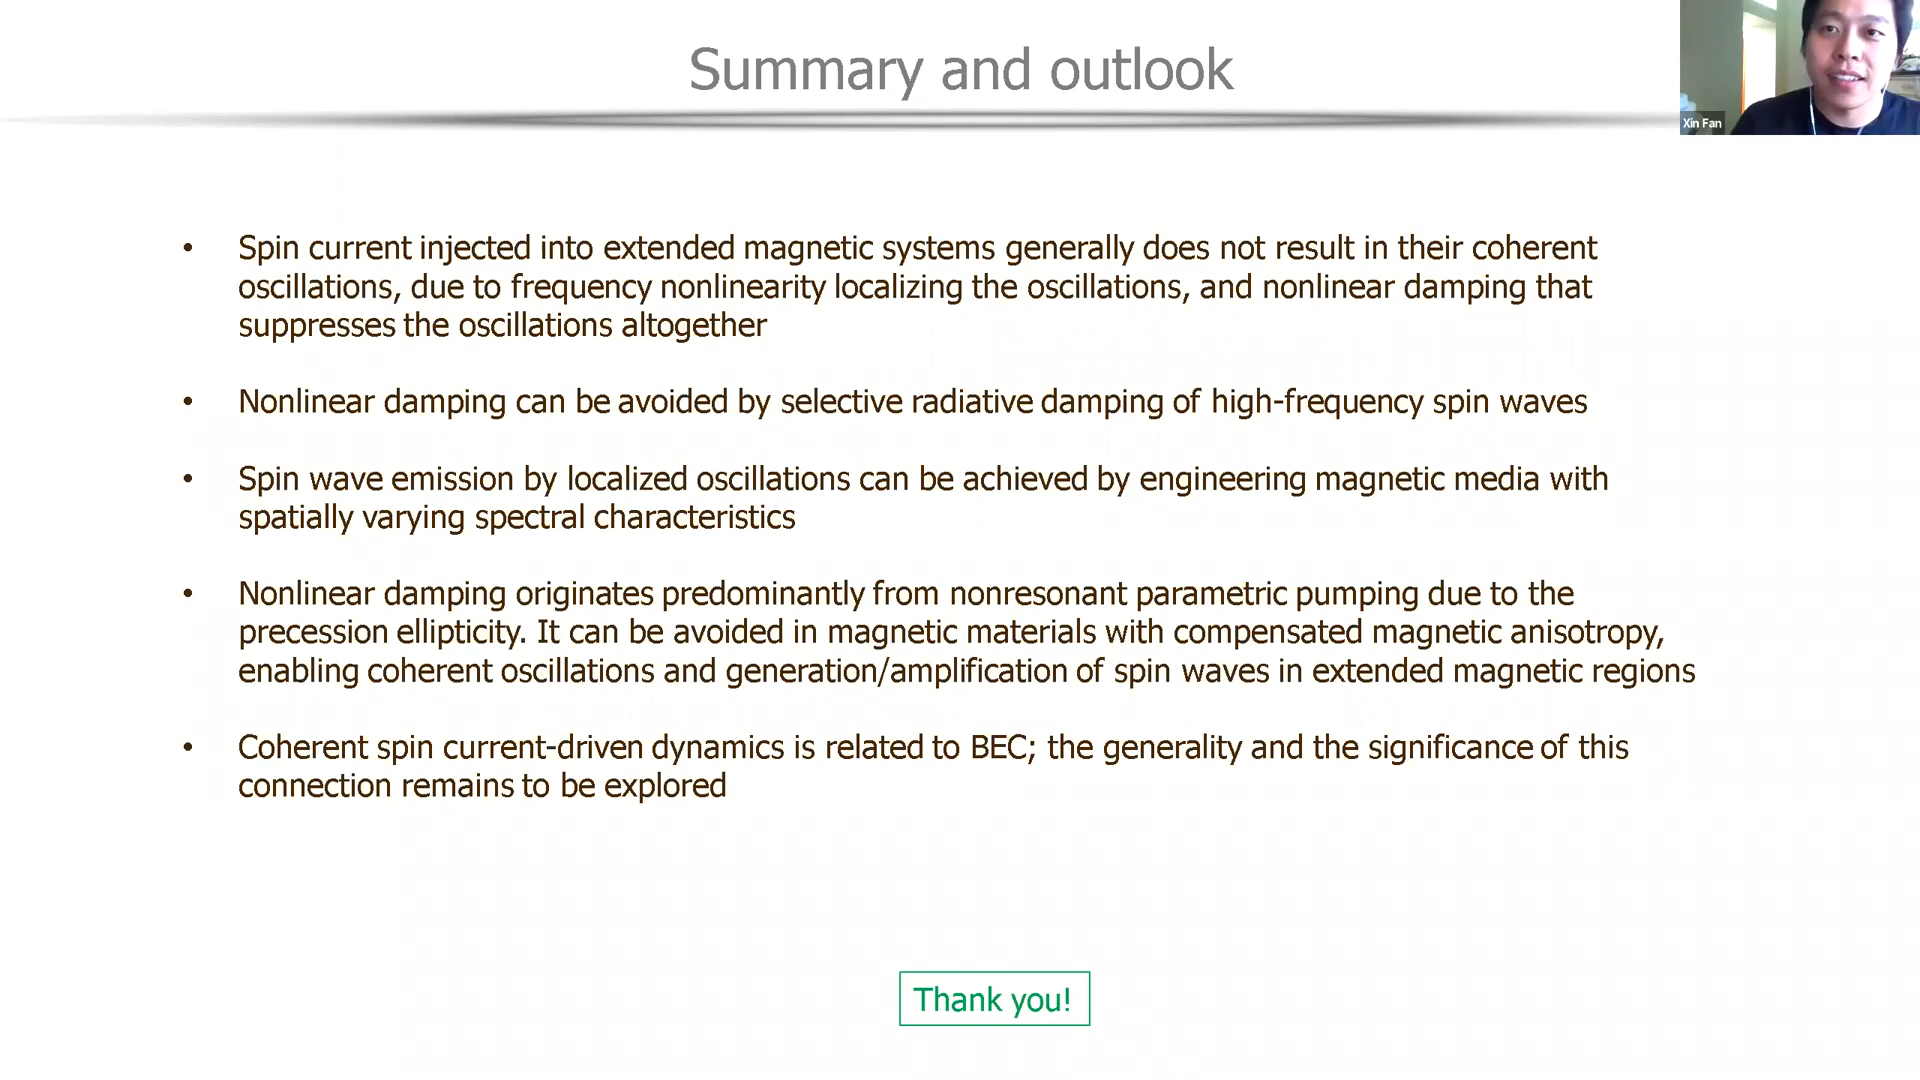 Summary and outlook
Xin Fan
• Spin current injected into extended magnetic systems generally does not result in their coherent
oscillations, due to frequency nonlinearity localizing the oscillations, and nonlinear damping that
suppresses the oscillations altogether
• Nonlinear damping can be avoided by selective radiative damping of high-frequency spin waves
• Spin wave emission by localized oscillations can be achieved by engineering magnetic media with
spatially varying spectral characteristics
• Nonlinear damping originates predominantly from nonresonant parametric pumping due to the
precession ellipticity. It can be avoided in magnetic materials with compensated magnetic anisotropy,
enabling coherent oscillations and generation/amplification of spin waves in extended magnetic regions
• Coherent spin current-driven dynamics is related to BEC; the generality and the significance of this
connection remains to be explored
Thank you!